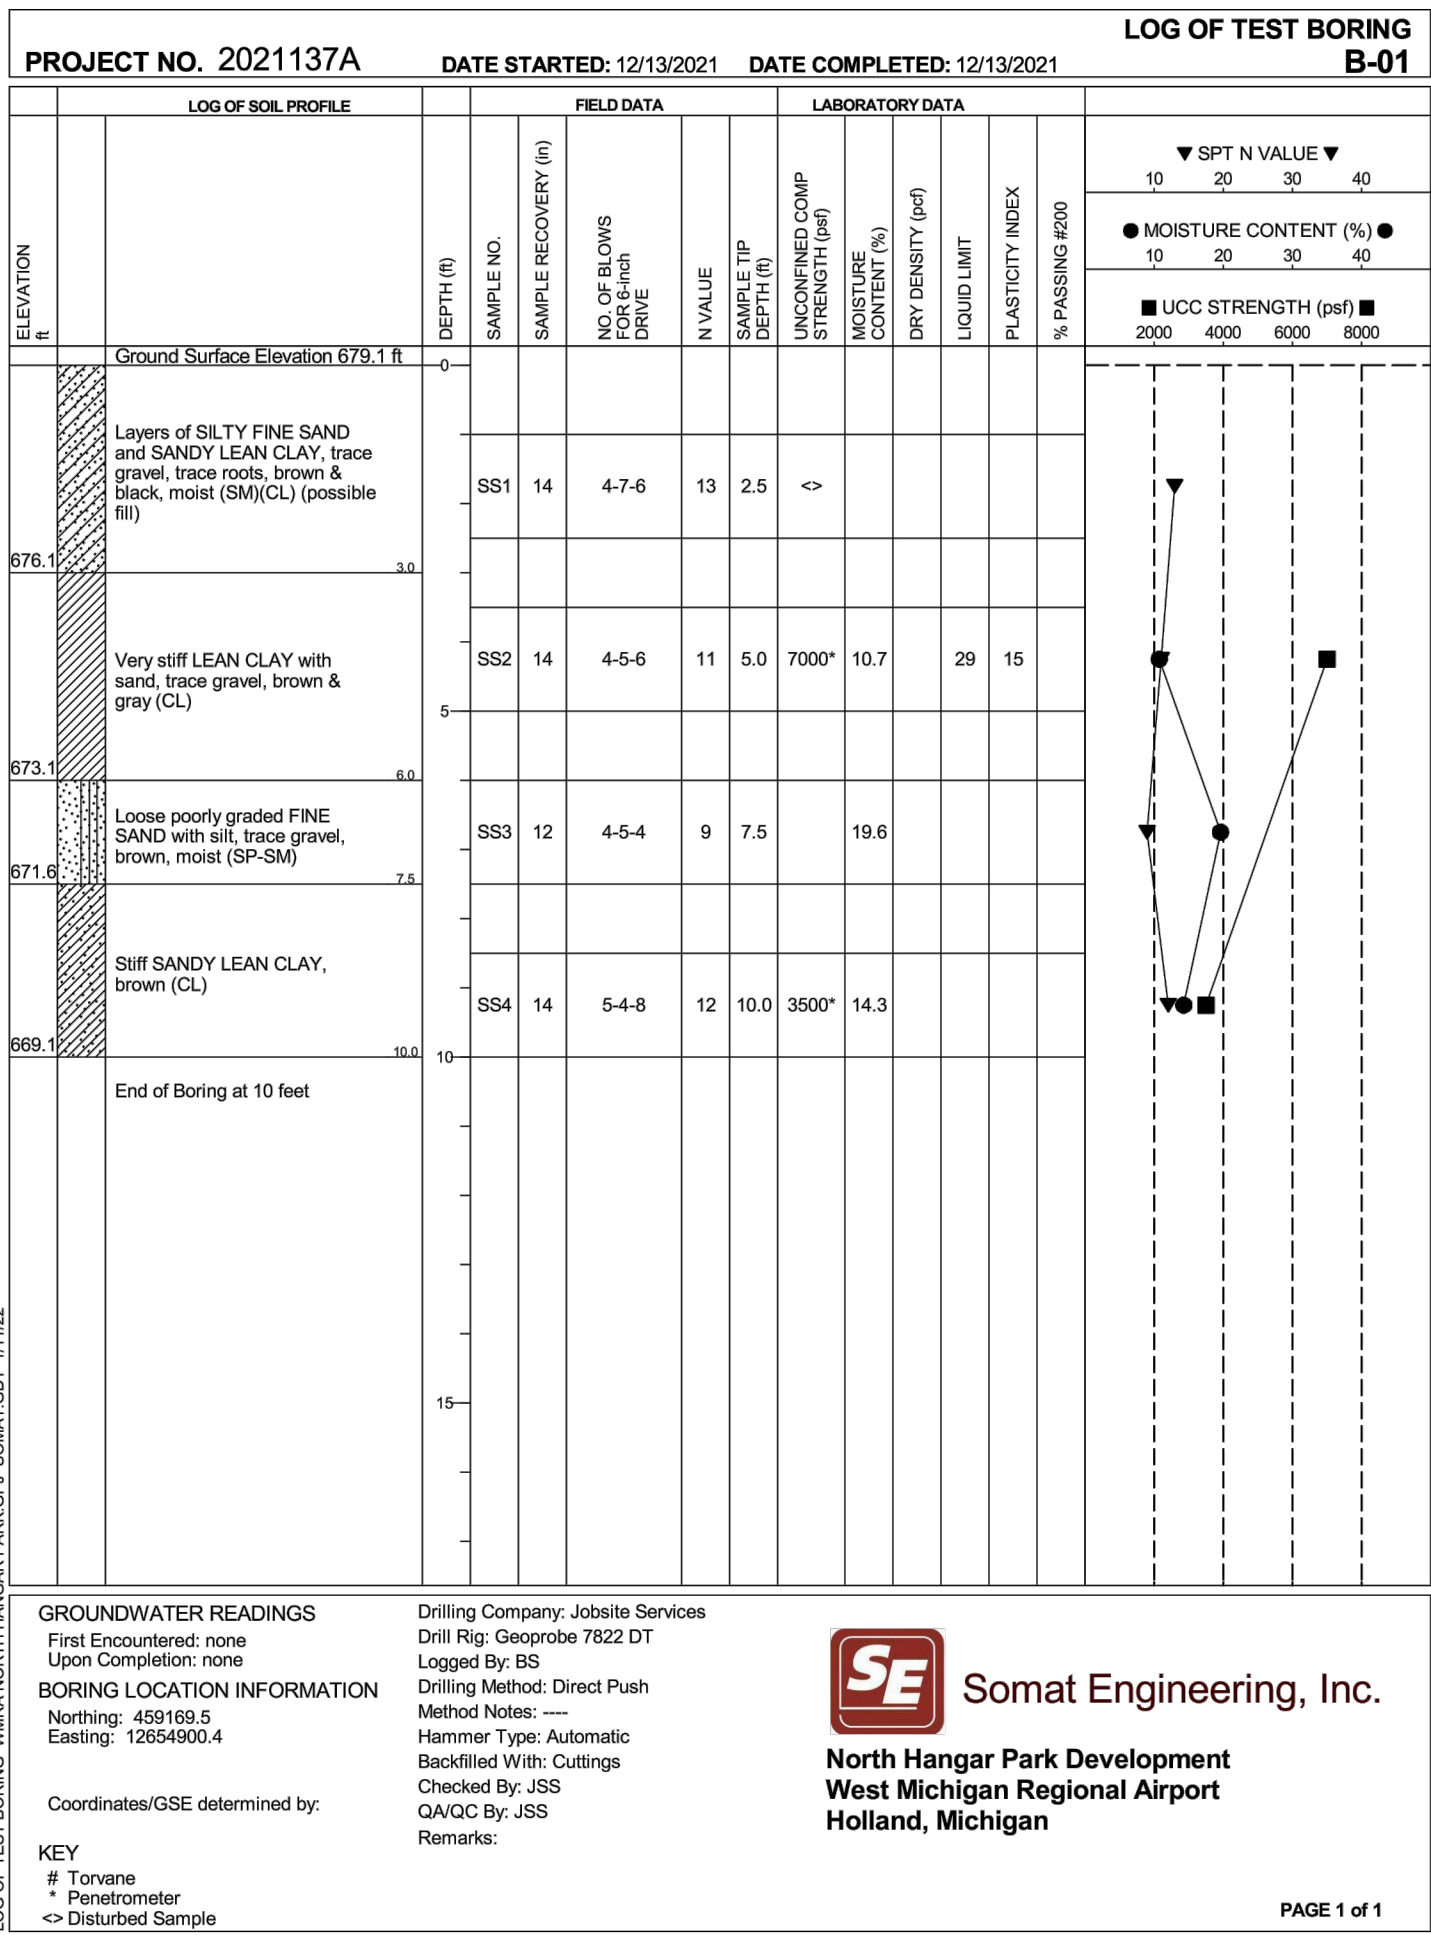 LOG OF TEST BORING
PROJECT NO. 2021137A DATE STARTED: 12/13/2021 DATE COMPLETED: 12/13/2021 B-01
LOG OF SOIL PROFILE FIELD DATA LABORATORY DATA
ELEVATION
ft
DEPTH (ft)
SAMPLE NO.
SAMPLE RECOVERY (in)
NO. OF BLOWS
FOR 6-inch
DRIVE
N VALUE
SAMPLE TIP
DEPTH (ft)
UNCONFINED COMP
STRENGTH (psf)
MOISTURE
CONTENT (%)
DRY DENSITY (pcf)
LIQUID LIMIT
PLASTICITY INDEX
% PASSING #200
▼ SPT N VALUE ▼
10 20 30 40
● MOISTURE CONTENT (%) ●
10 20 30 40
■ UCC STRENGTH (psf) ■
2000 4000 6000 8000
Ground Surface Elevation 679.1 ft
0
Layers of SILTY FINE SAND
and SANDY LEAN CLAY, trace
gravel, trace roots, brown &
black, moist (SM)(CL) (possible
fill)
SS1 14 4-7-6 13 2.5 <>
676.1 3.0
Very stiff LEAN CLAY with
sand, trace gravel, brown &
gray (CL)
SS2 14 4-5-6 11 5.0 7000* 10.7 29 15
5
673.1 6.0
Loose poorly graded FINE
SAND with silt, trace gravel,
brown, moist (SP-SM)
SS3 12 4-5-4 9 7.5 19.6
671.6 7.5
Stiff SANDY LEAN CLAY,
brown (CL)
SS4 14 5-4-8 12 10.0 3500* 14.3
669.1 10.0 10
End of Boring at 10 feet
15
GROUNDWATER READINGS
First Encountered: none
Upon Completion: none
BORING LOCATION INFORMATION
Northing: 459169.5
Easting: 12654900.4
Coordinates/GSE determined by:
KEY
# Torvane
* Penetrometer
<> Disturbed Sample
Drilling Company: Jobsite Services
Drill Rig: Geoprobe 7822 DT
Logged By: BS
Drilling Method: Direct Push
Method Notes: ----
Hammer Type: Automatic
Backfilled With: Cuttings
Checked By: JSS
QA/QC By: JSS
Remarks:
SE
Somat Engineering, Inc.
North Hangar Park Development
West Michigan Regional Airport
Holland, Michigan
PAGE 1 of 1